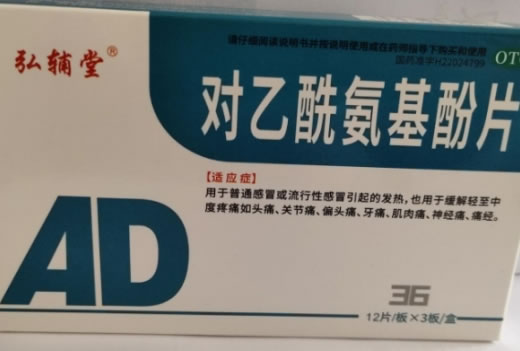 弘辅堂®
请仔细阅读说明书并按说明使用或在药师指导下购买和使用
国药准字H22024799
OT
对乙酰氨基酚片
【适应症】
用于普通感冒或流行性感冒引起的发热,也用于缓解轻至中
度疼痛如头痛、关节痛、偏头痛、牙痛、肌肉痛、神经痛、痛经。
AD
36
12片/板×3板/盒